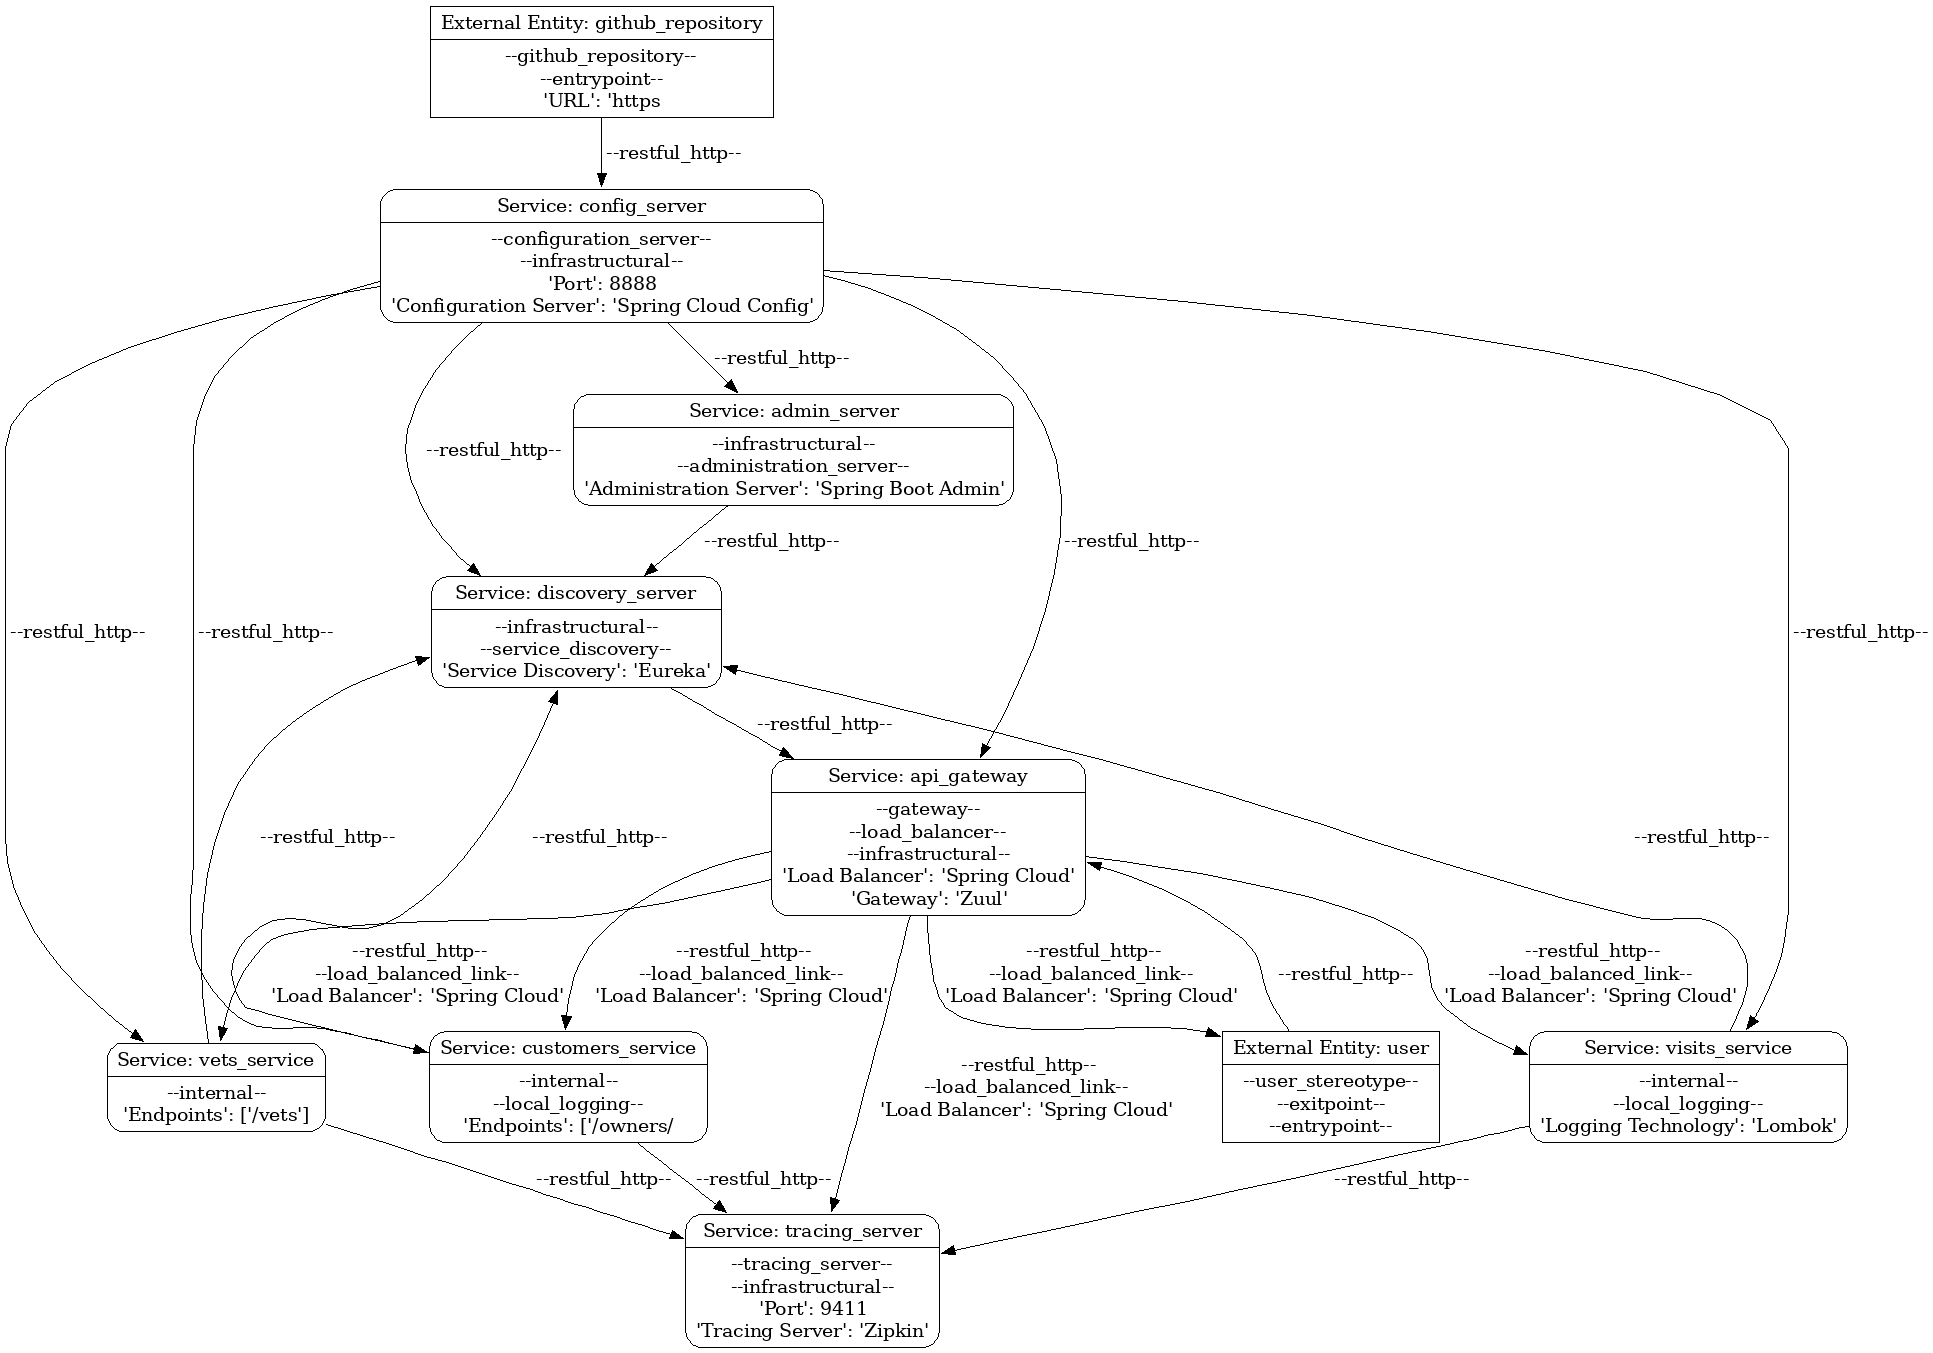 External Entity: github_repository
--github_repository--
--entrypoint--
'URL': 'https
--restful_http--
Service: config_server
--configuration_server--
--infrastructural--
'Port': 8888
'Configuration Server': 'Spring Cloud Config'
--restful_http--
Service: admin_server
--infrastructural--
--administration_server--
'Administration Server': 'Spring Boot Admin'
--restful_http--
--restful_http--
--restful_http--
Service: discovery_server
--infrastructural--
--service_discovery--
'Service Discovery': 'Eureka'
--restful_http--
--restful_http--
--restful_http--
--restful_http--
Service: api_gateway
--gateway--
--load_balancer--
--infrastructural--
'Load Balancer': 'Spring Cloud'
'Gateway': 'Zuul'
--restful_http--
--restful_http--
--restful_http--
--restful_http--
--load_balanced_link--
'Load Balancer': 'Spring Cloud'
--restful_http--
--load_balanced_link--
'Load Balancer': 'Spring Cloud'
--restful_http--
--load_balanced_link--
'Load Balancer': 'Spring Cloud'
--restful_http--
--restful_http--
--load_balanced_link--
'Load Balancer': 'Spring Cloud'
Service: vets_service
--internal--
'Endpoints': ['/vets']
Service: customers_service
--internal--
--local_logging--
'Endpoints': ['/owners/
--restful_http--
--load_balanced_link--
'Load Balancer': 'Spring Cloud'
External Entity: user
--user_stereotype--
--exitpoint--
--entrypoint--
Service: visits_service
--internal--
--local_logging--
'Logging Technology': 'Lombok'
--restful_http--
--restful_http--
--restful_http--
Service: tracing_server
--tracing_server--
--infrastructural--
'Port': 9411
'Tracing Server': 'Zipkin'